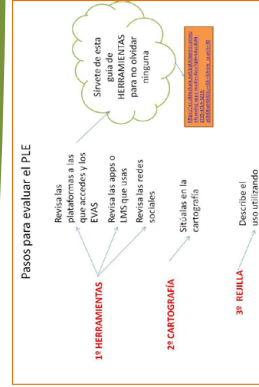 Pasos para evaluar el PLE
1º HERRAMIENTAS
Revisa las
plataformas a las
que accedes y los
EVAS
Revisa las apps o
LMS que usas
Revisa las redes
sociales
Sírvete de esta
guía de
HERRAMIENTAS
para no olvidar
ninguna
2º CARTOGRAFÍA
Sitúalas en la
cartografía
3º REJILLA
Describe el
uso utilizando